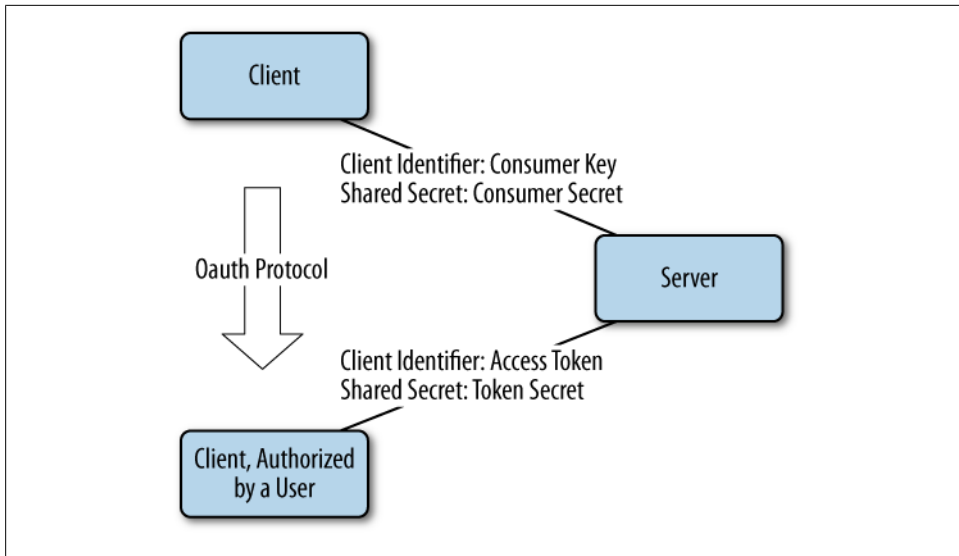 Client
Client Identifier: Consumer Key
Shared Secret: Consumer Secret
Oauth Protocol
Server
Client Identifier: Access Token
Shared Secret: Token Secret
Client, Authorized
by a User